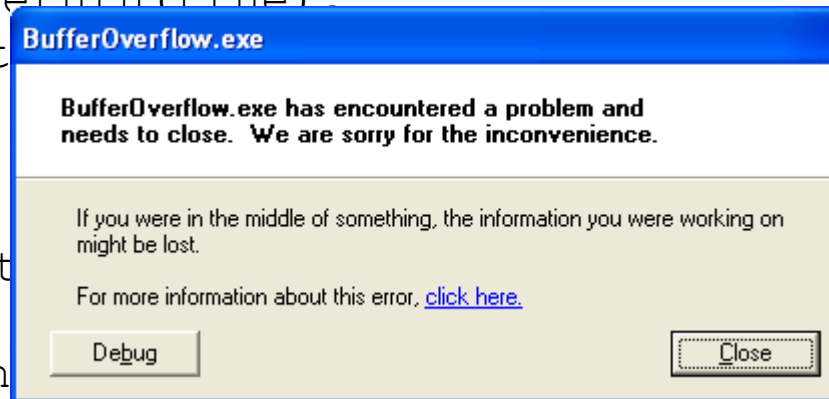 BufferOverflow.exe
BufferOverflow.exe has encountered a problem and
needs to close. We are sorry for the inconvenience.
If you were in the middle of something, the information you were working on
might be lost.
For more information about this error, click here.
Debug
Close